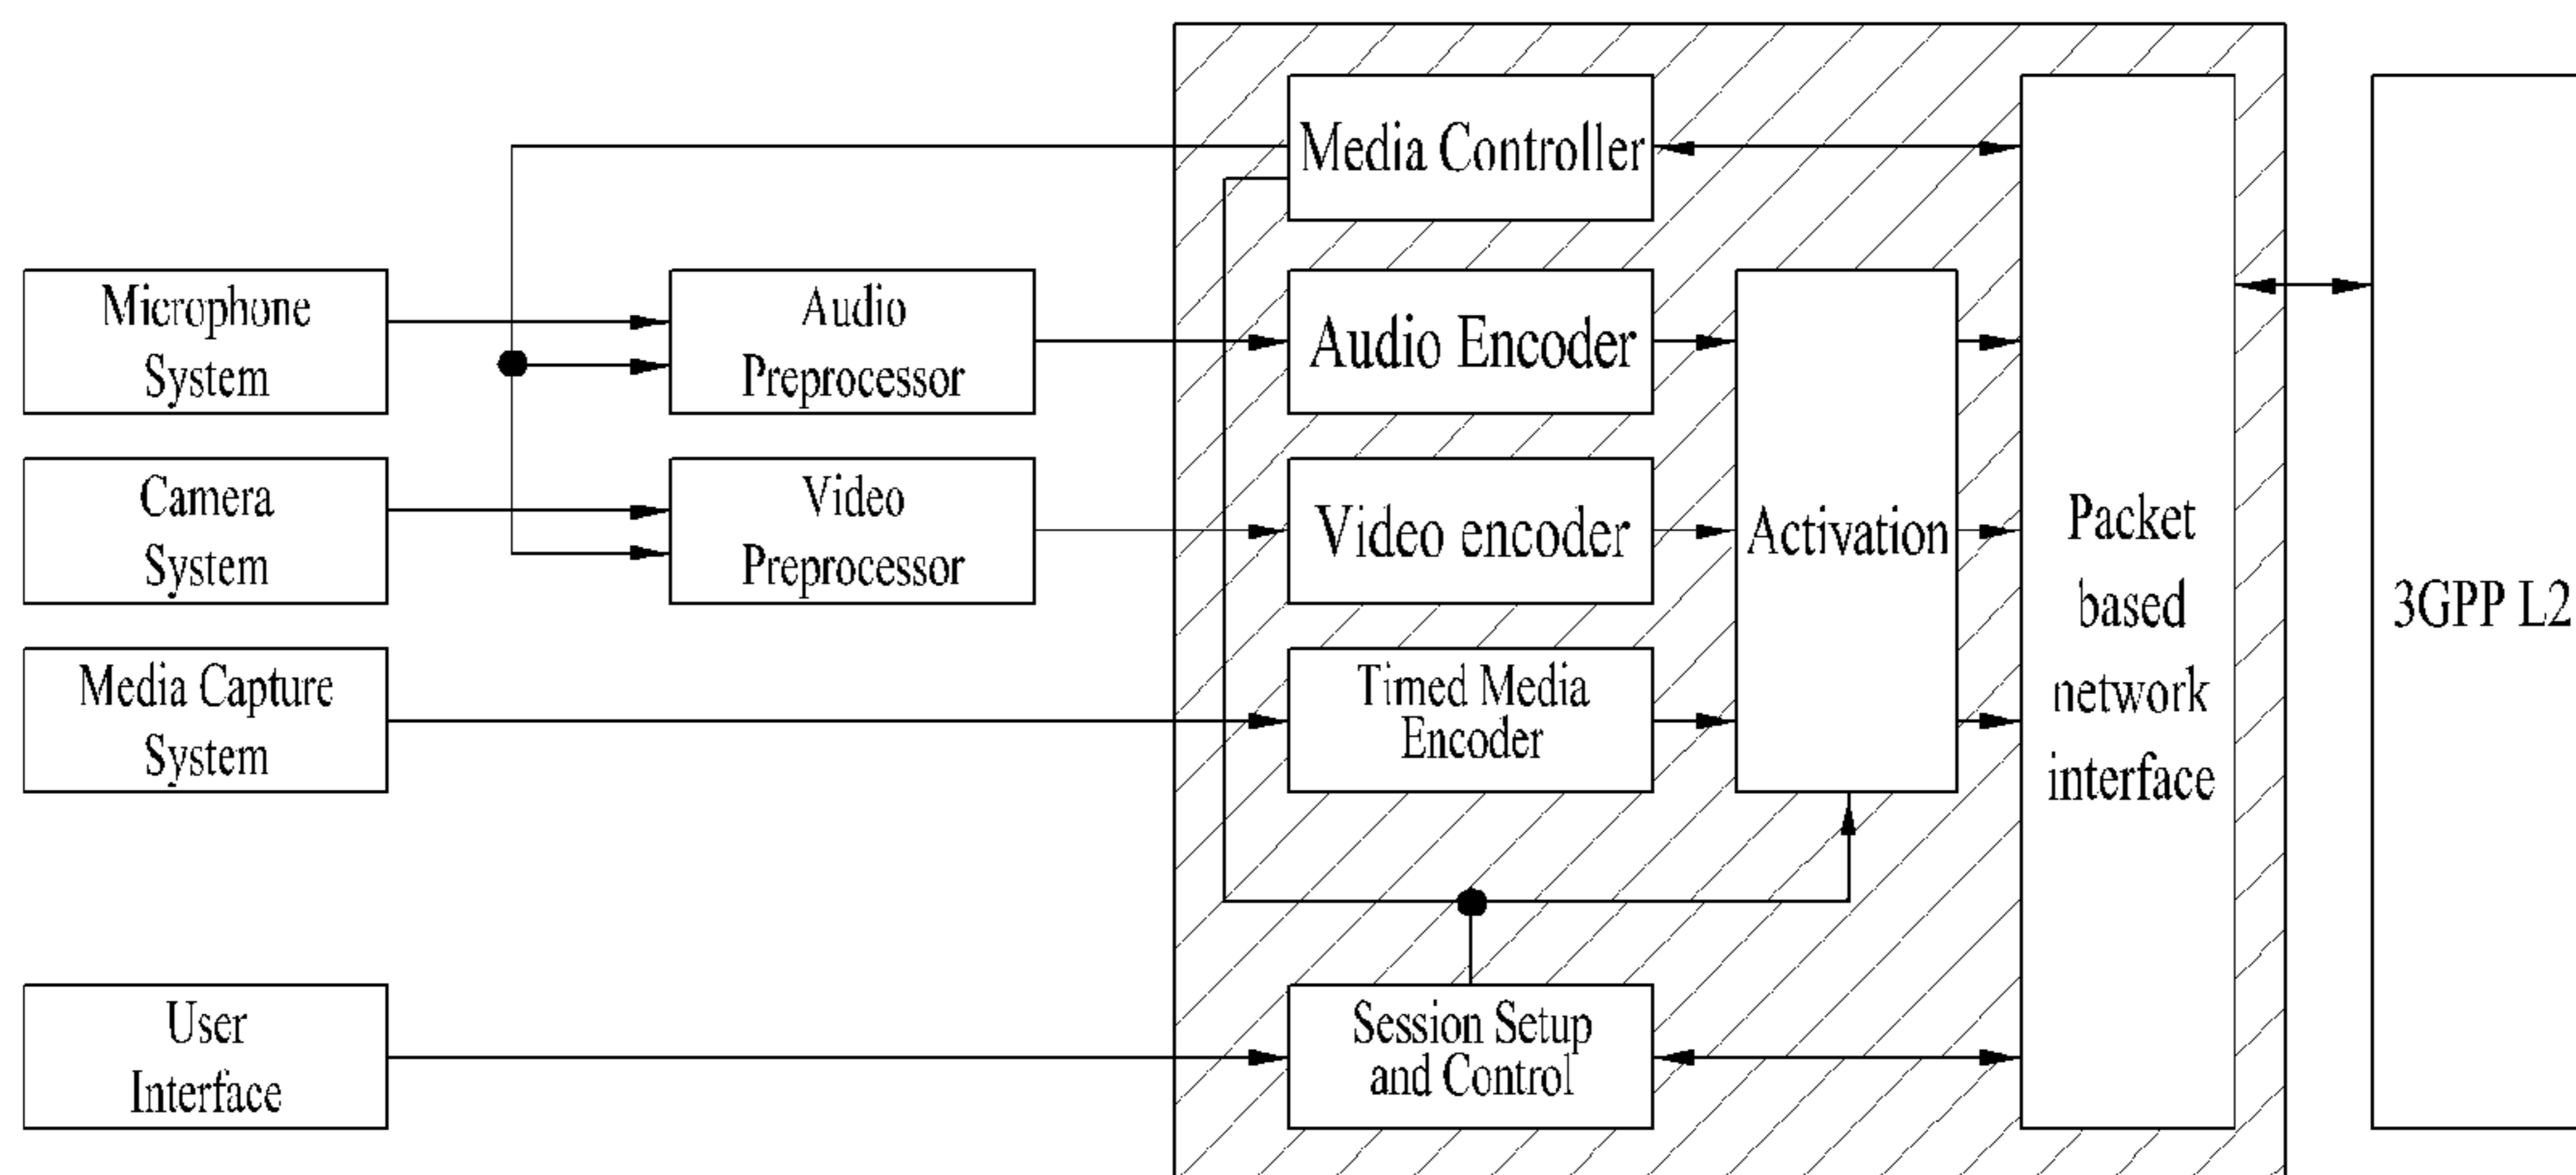 Media Controller
Microphone
System
Audio
Preprocessor
Audio Encoder
Camera
System
Video
Preprocessor
Video encoder
Activation
Packet
based
network
interface
3GPP L2
Media Capture
System
Timed Media
Encoder
User
Interface
Session Setup
and Control